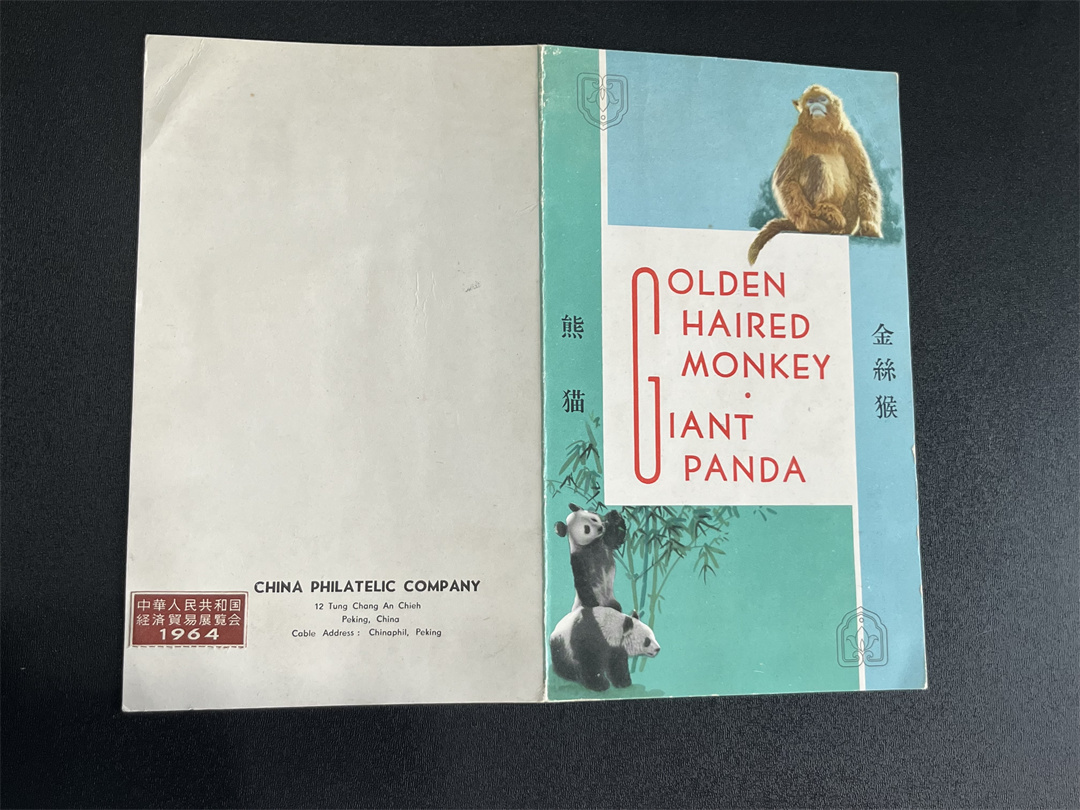 CHINA PHILATELIC COMPANY
12 Tung Chang An Chieh
Peking, China
Cable Address: Chinaphil, Peking
中華人民共和国
経済貿易展覧会
1964
熊猫
GOLDEN
HAIRED
MONKEY
·
GIANT
PANDA
金絲猴